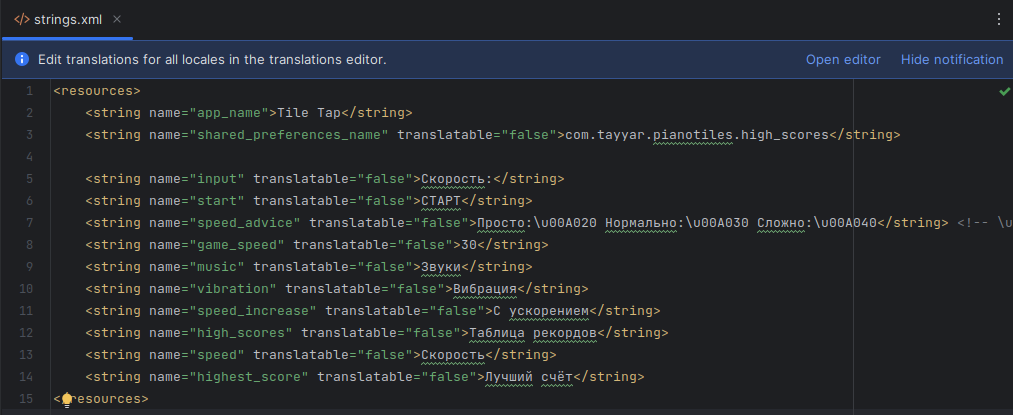 </> strings.xml ×
Edit translations for all locales in the translations editor. Open editor Hide notification
1 <resources>
2 <string name="app_name">Tile Tap</string>
3 <string name="shared_preferences_name" translatable="false">com.tayyar.pianotiles.high_scores</string>
4
5 <string name="input" translatable="false">Скорость:</string>
6 <string name="start" translatable="false">СТАРТ</string>
7 <string name="speed_advice" translatable="false">Просто:\u00A020 Нормально:\u00A030 Сложно:\u00A040</string> <!-- \u
8 <string name="game_speed" translatable="false">30</string>
9 <string name="music" translatable="false">Звуки</string>
10 <string name="vibration" translatable="false">Вибрация</string>
11 <string name="speed_increase" translatable="false">С ускорением</string>
12 <string name="high_scores" translatable="false">Таблица рекордов</string>
13 <string name="speed" translatable="false">Скорость</string>
14 <string name="highest_score" translatable="false">Лучший счёт</string>
15 </resources>